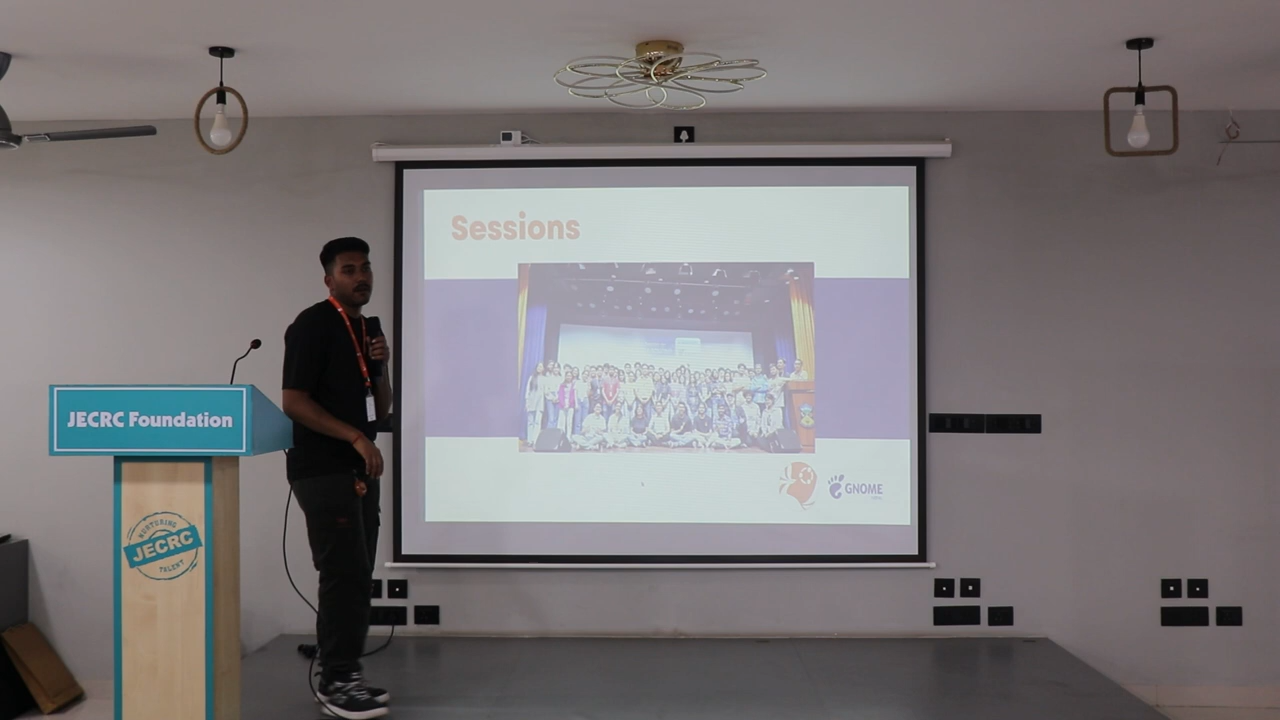 Sessions
GNOME
JECRC Foundation
NURTURING
JECRC
TALENT